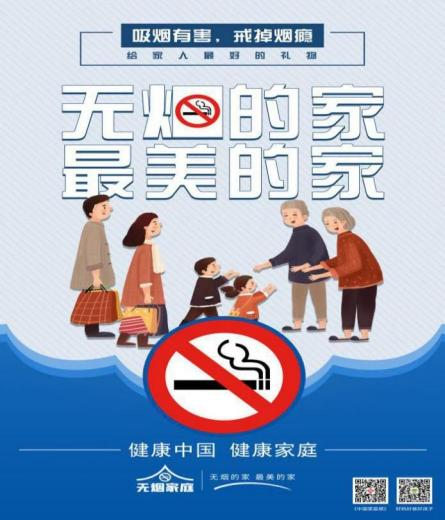 吸烟有害，戒掉烟瘾
给家人最好的礼物
无烟的家
最美的家
健康中国 健康家庭
无烟家庭
无烟的家 最美的家